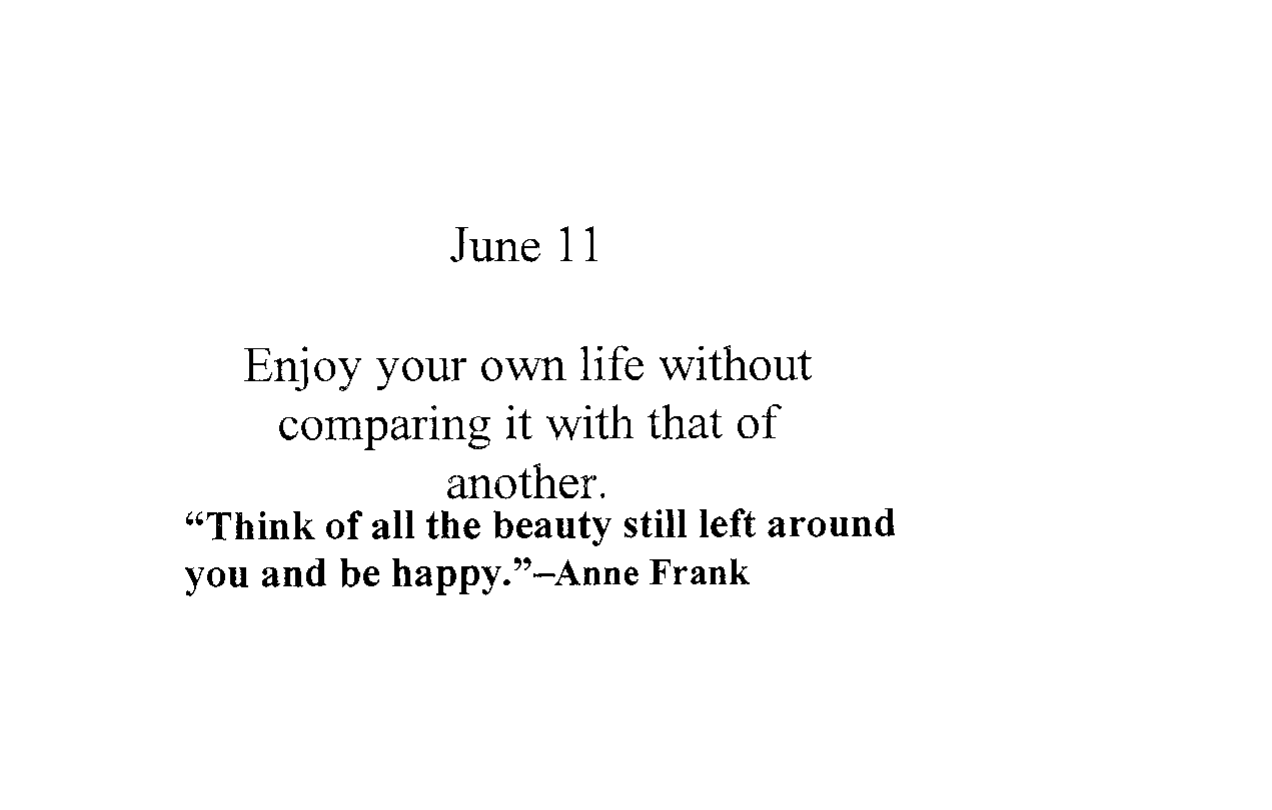 June 11
Enjoy your own life without
comparing it with that of
another.
“Think of all the beauty still left around
you and be happy.”–Anne Frank